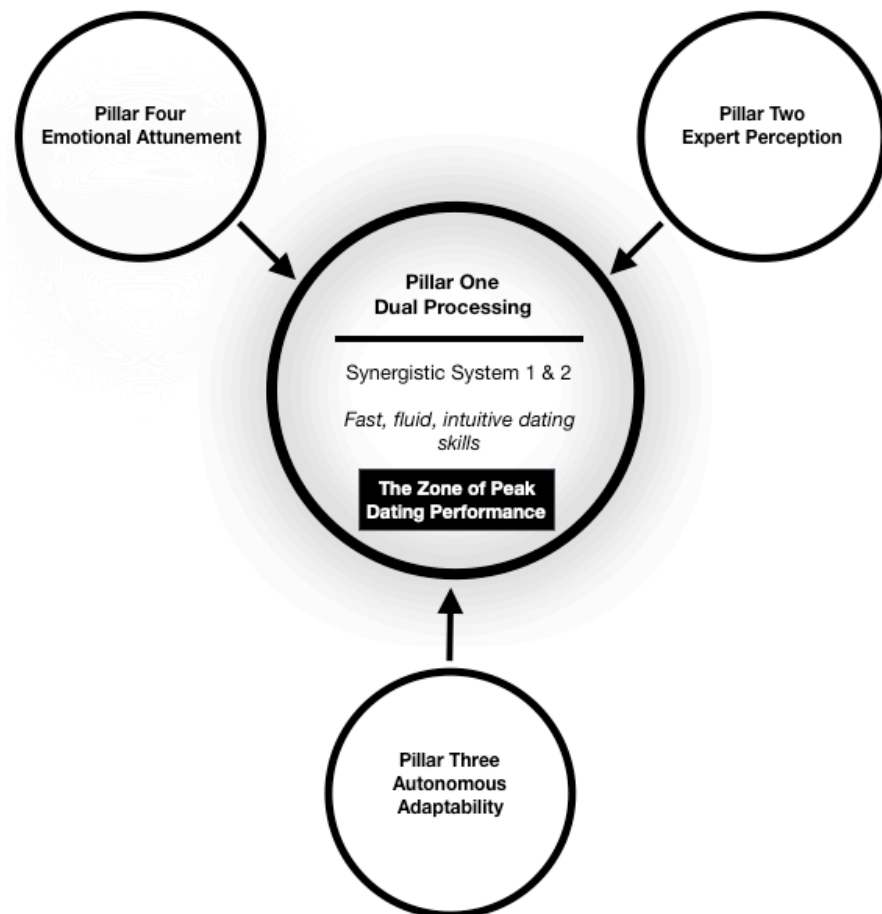 Pillar Four
Emotional Attunement
Pillar Two
Expert Perception
Pillar One
Dual Processing
Synergistic System 1 & 2
Fast, fluid, intuitive dating
skills
The Zone of Peak
Dating Performance
Pillar Three
Autonomous
Adaptability